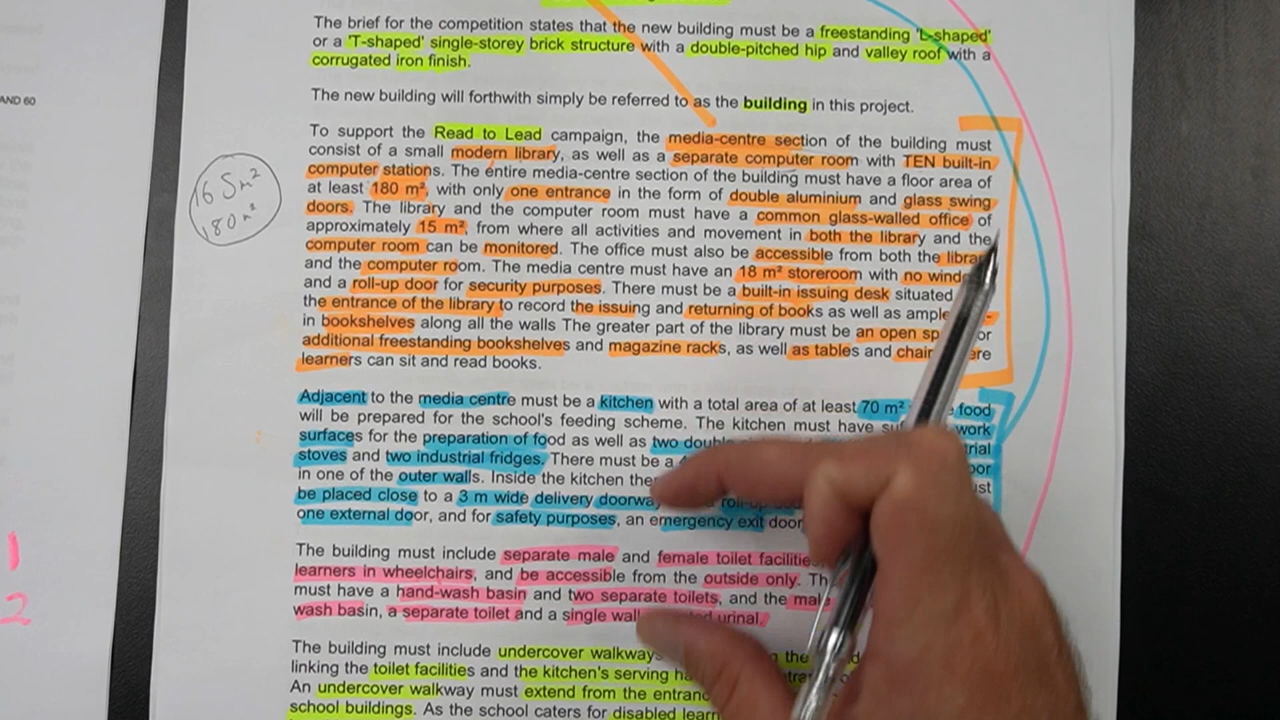 The brief for the competition states that the new building must be a freestanding 'L-shaped'
or a 'T-shaped' single-storey brick structure with a double-pitched hip and valley roof with a
corrugated iron finish.
The new building will forthwith simply be referred to as the building in this project.
To support the Read to Lead campaign, the media-centre section of the building must
consist of a small modern library, as well as a separate computer room with TEN built-in
computer stations. The entire media-centre section of the building must have a floor area of
at least 180 m², with only one entrance in the form of double aluminium and glass swing
doors. The library and the computer room must have a common glass-walled office of
approximately 15 m², from where all activities and movement in both the library and the
computer room can be monitored. The office must also be accessible from both the
and the computer room. The media centre must have an 18 m² storeroom with no
and a roll-up door for security purposes. There must be a built-in issuing desk situated
the entrance of the library to record the issuing and returning of books as well as ample
in bookshelves along all the walls The greater part of the library must be an open
additional freestanding bookshelves and magazine racks, as well as tables and
learners can sit and read books.
Adjacent to the media centre must be a kitchen with a total area of at least 70 m² food
will be prepared for the school's feeding scheme. The kitchen must have work
surfaces for the preparation of food as well as two
stoves and two industrial fridges. There must be a
in one of the outer walls. Inside the kitchen
be placed close to a 3 m wide delivery
one external door, and for safety purposes, an emergency exit door
The building must include separate male and female toilet
learners in wheelchairs, and be accessible from the outside only.
must have a hand-wash basin and two separate toilets, and the male
wash basin, a separate toilet and a single urinal.
The building must include undercover walkways the
linking the toilet facilities and the kitchen's serving
An undercover walkway must extend from the
school buildings. As the school caters for disabled
AND 60
165m²
180m²
1
2